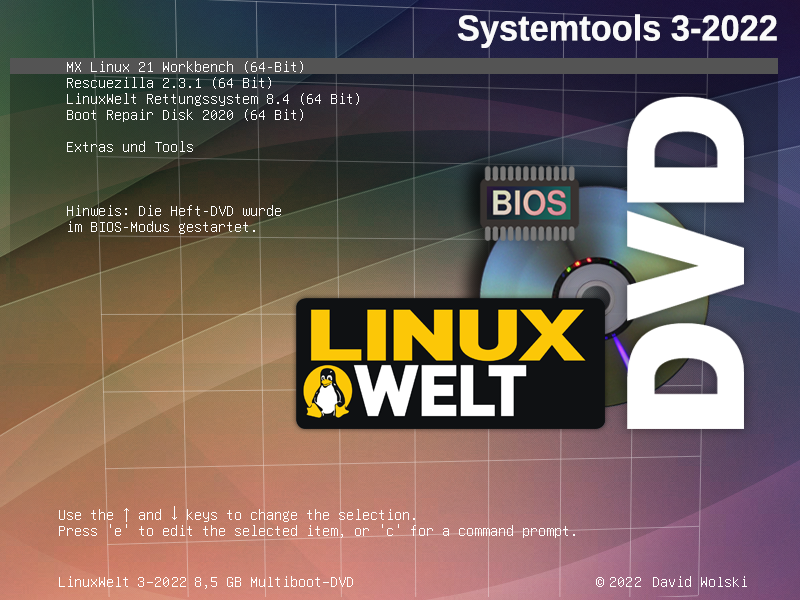 Systemtools 3-2022
MX Linux 21 Workbench (64-Bit)
Rescuezilla 2.3.1 (64 Bit)
LinuxWelt Rettungssystem 8.4 (64 Bit)
Boot Repair Disk 2020 (64 Bit)
Extras und Tools
Hinweis: Die Heft-DVD wurde
im BIOS-Modus gestartet.
BIOS
DVD
LINUX
WELT
Use the ↑ and ↓ keys to change the selection.
Press 'e' to edit the selected item, or 'c' for a command prompt.
LinuxWelt 3-2022 8,5 GB Multiboot-DVD
© 2022 David Wolski